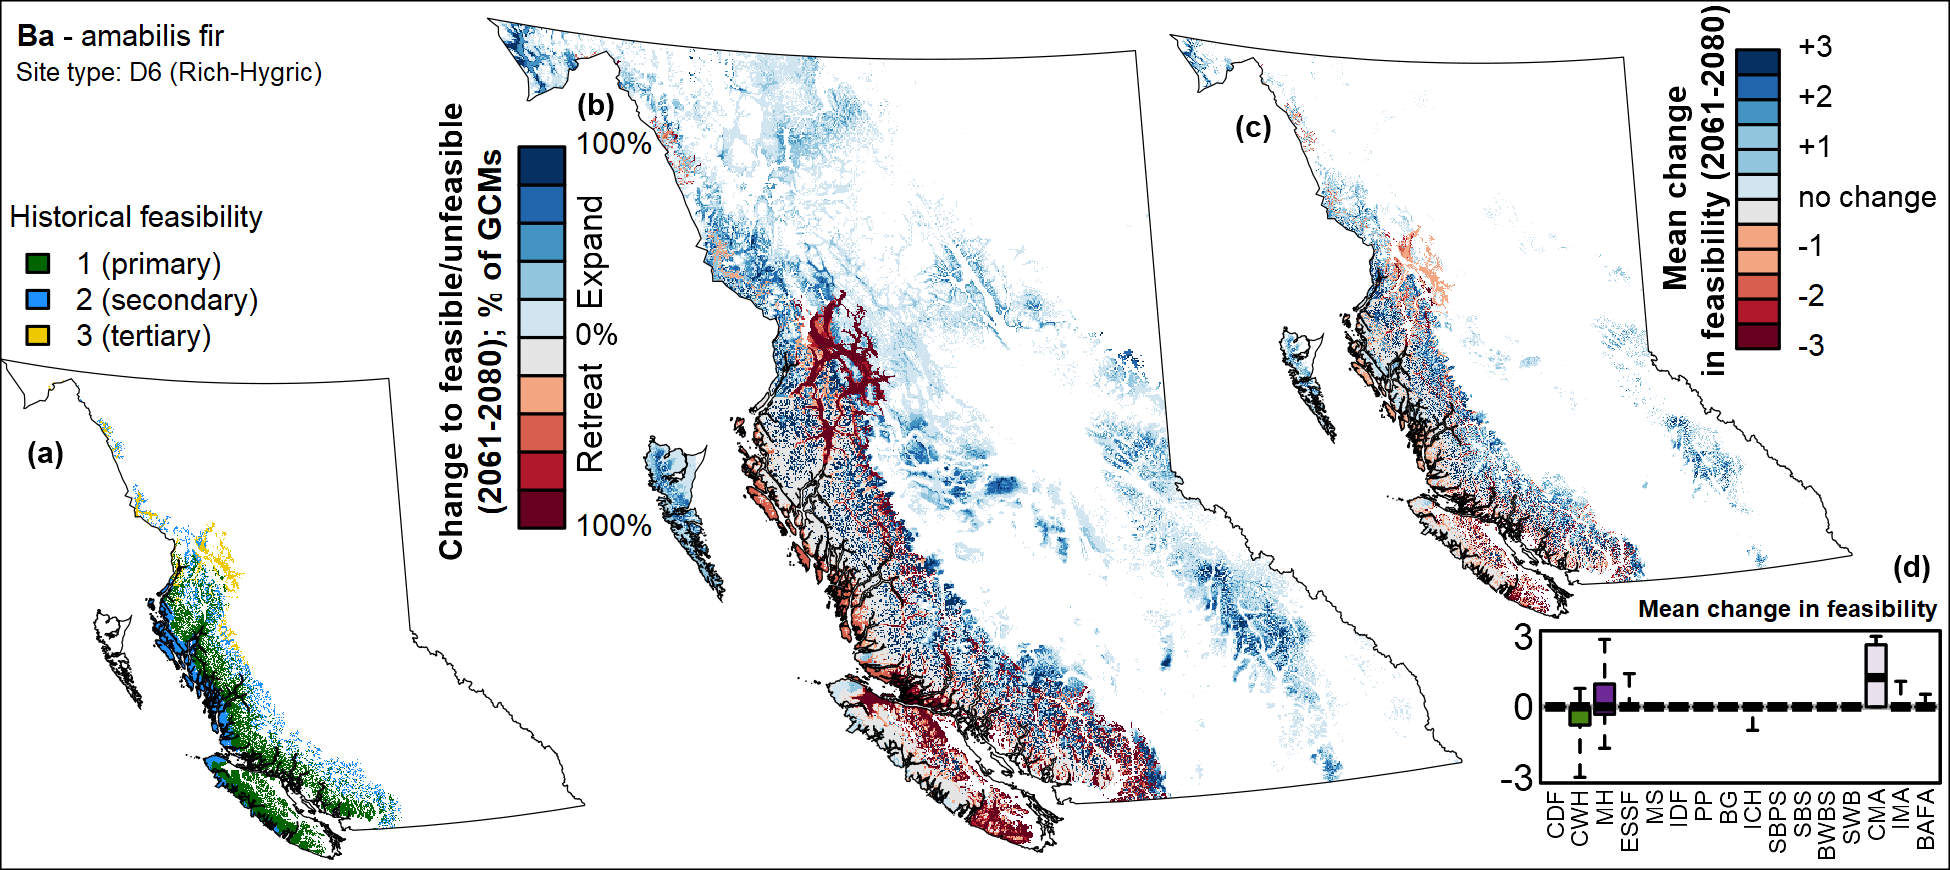 Ba - amabilis fir
Site type: D6 (Rich-Hygric)
Historical feasibility
1 (primary)
2 (secondary)
3 (tertiary)
(a)
Change to feasible/unfeasible
(2061-2080); % of GCMs
100%
Expand
0%
Retreat
100%
(b)
(c)
Mean change
in feasibility (2061-2080)
+3
+2
+1
no change
-1
-2
-3
(d)
Mean change in feasibility
3
0
-3
CDF
CWH
MH
ESSF
MS
IDF
PP
BG
ICH
SBPS
SBS
BWBS
SWB
CMA
IMA
BAFA